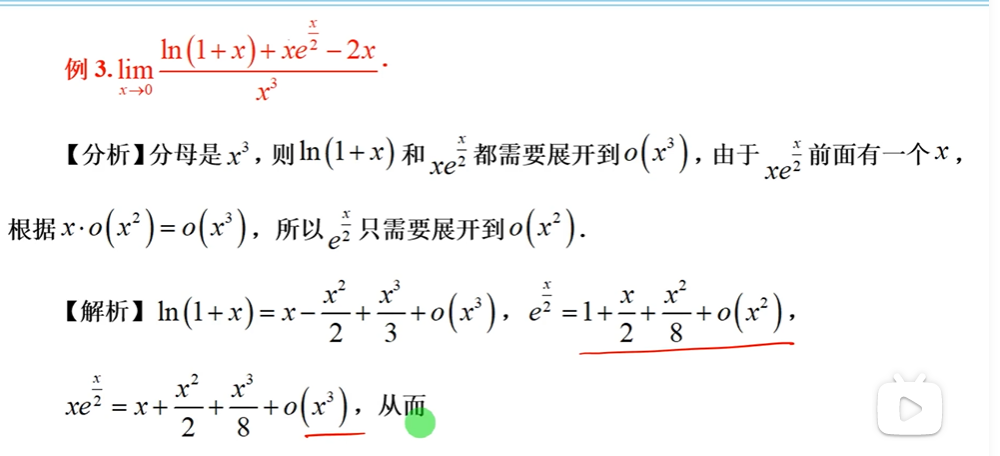 例 3. \lim_{x \to 0} \frac{\ln(1+x)+xe^{\frac{x}{2}}-2x}{x^3}.
【分析】分母是 x^3，则 \ln(1+x) 和 xe^{\frac{x}{2}} 都需要展开到 o(x^3)，由于 xe^{\frac{x}{2}} 前面有一个 x，
根据 x·o(x^2)=o(x^3)，所以 e^{\frac{x}{2}} 只需要展开到 o(x^2).
【解析】\ln(1+x)=x-\frac{x^2}{2}+\frac{x^3}{3}+o(x^3)，e^{\frac{x}{2}}=1+\frac{x}{2}+\frac{x^2}{8}+o(x^2)，
xe^{\frac{x}{2}}=x+\frac{x^2}{2}+\frac{x^3}{8}+o(x^3)，从而